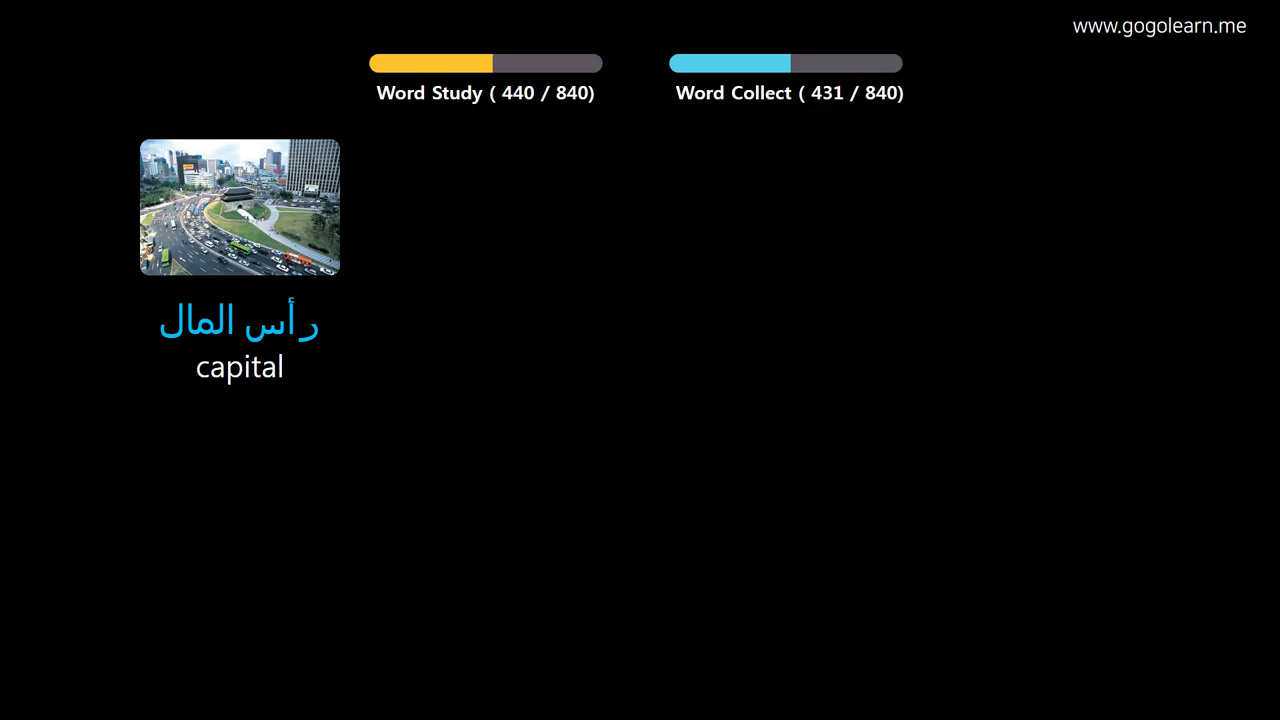 www.gogolearn.me
Word Study ( 440 / 840)
Word Collect ( 431 / 840)
رأس المال
capital